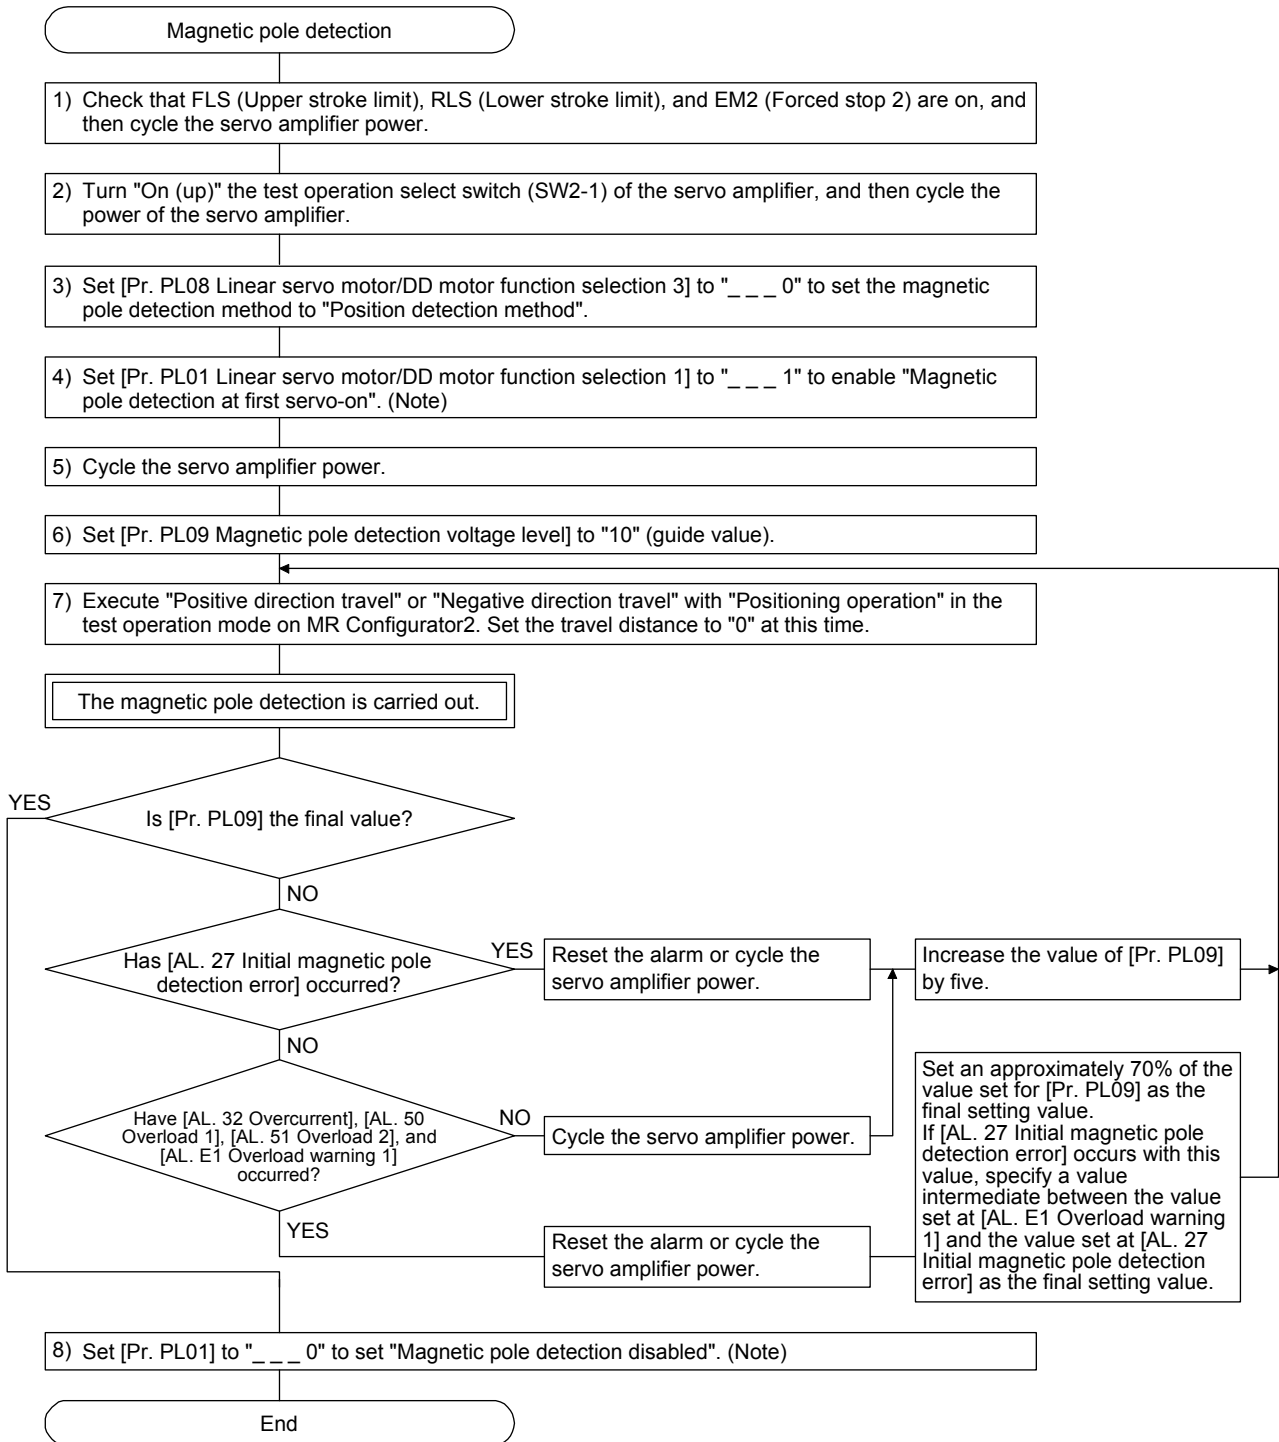 Magnetic pole detection
1) Check that FLS (Upper stroke limit), RLS (Lower stroke limit), and EM2 (Forced stop 2) are on, and
then cycle the servo amplifier power.
2) Turn "On (up)" the test operation select switch (SW2-1) of the servo amplifier, and then cycle the
power of the servo amplifier.
3) Set [Pr. PL08 Linear servo motor/DD motor function selection 3] to "_ _ _ 0" to set the magnetic
pole detection method to "Position detection method".
4) Set [Pr. PL01 Linear servo motor/DD motor function selection 1] to "_ _ _ 1" to enable "Magnetic
pole detection at first servo-on". (Note)
5) Cycle the servo amplifier power.
6) Set [Pr. PL09 Magnetic pole detection voltage level] to "10" (guide value).
7) Execute "Positive direction travel" or "Negative direction travel" with "Positioning operation" in the
test operation mode on MR Configurator2. Set the travel distance to "0" at this time.
The magnetic pole detection is carried out.
YES
Is [Pr. PL09] the final value?
NO
Has [AL. 27 Initial magnetic pole
detection error] occurred?
YES
Reset the alarm or cycle the
servo amplifier power.
Increase the value of [Pr. PL09]
by five.
NO
Have [AL. 32 Overcurrent], [AL. 50
Overload 1], [AL. 51 Overload 2], and
[AL. E1 Overload warning 1]
occurred?
NO
Cycle the servo amplifier power.
YES
Reset the alarm or cycle the
servo amplifier power.
Set an approximately 70% of the
value set for [Pr. PL09] as the
final setting value.
If [AL. 27 Initial magnetic pole
detection error] occurs with this
value, specify a value
intermediate between the value
set at [AL. E1 Overload warning
1] and the value set at [AL. 27
Initial magnetic pole detection
error] as the final setting value.
8) Set [Pr. PL01] to "_ _ _ 0" to set "Magnetic pole detection disabled". (Note)
End